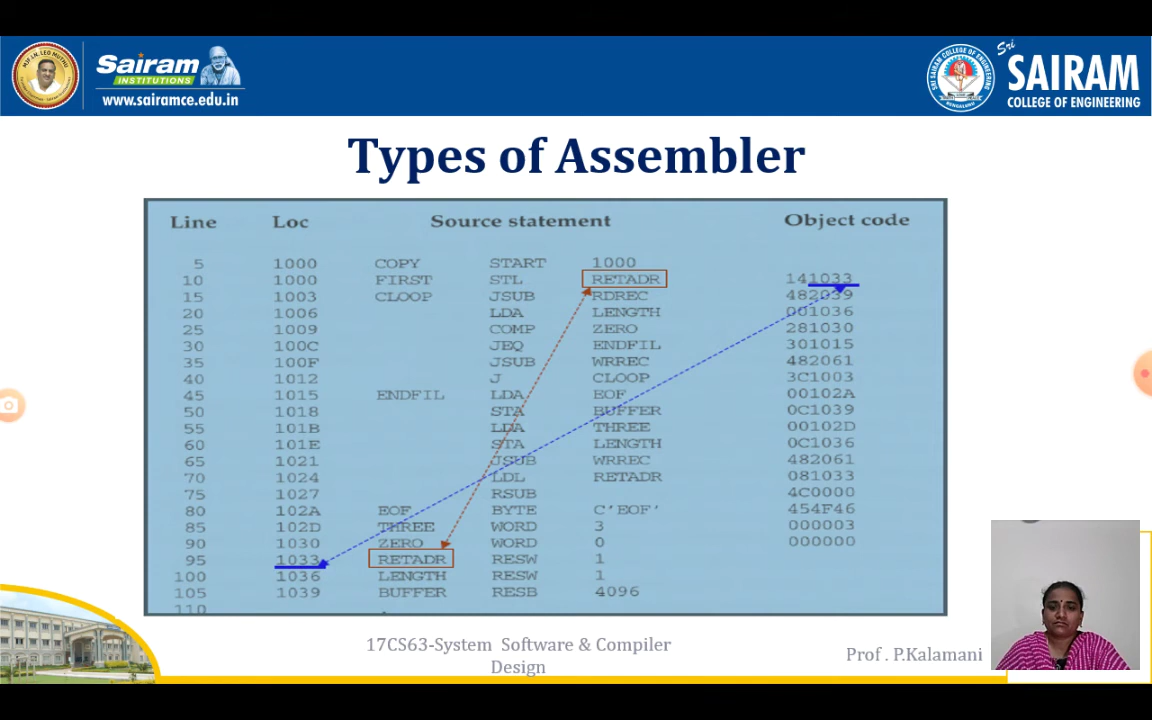 Sairam
INSTITUTIONS
www.sairamce.edu.in
Sri
SAIRAM
COLLEGE OF ENGINEERING
Types of Assembler
Line Loc Source statement Object code
5 1000 COPY START 1000
10 1000 FIRST STL RETADR 141033
15 1003 CLOOP JSUB RDREC 482039
20 1006 LDA LENGTH 001036
25 1009 COMP ZERO 281030
30 100C JEQ ENDFIL 301015
35 100F JSUB WRREC 482061
40 1012 J CLOOP 3C1003
45 1015 ENDFIL LDA EOF 00102A
50 1018 STA BUFFER 0C1039
55 101B LDA THREE 00102D
60 101E STA LENGTH 0C1036
65 1021 JSUB WRREC 482061
70 1024 LDL RETADR 081033
75 1027 RSUB 4C0000
80 102A EOF BYTE C'EOF' 454F46
85 102D THREE WORD 3 000003
90 1030 ZERO WORD 0 000000
95 1033 RETADR RESW 1
100 1036 LENGTH RESW 1
105 1039 BUFFER RESB 4096
110 .
17CS63-System Software & Compiler
Design
Prof . P.Kalamani